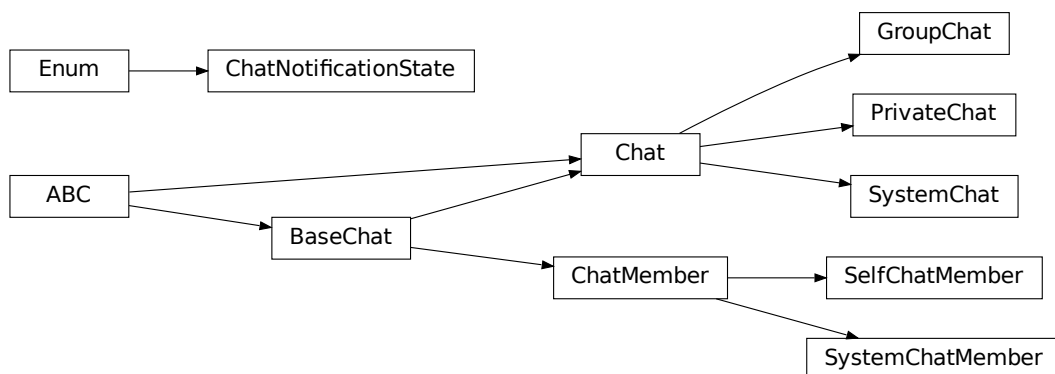 GroupChat
Enum
ChatNotificationState
PrivateChat
Chat
ABC
SystemChat
BaseChat
ChatMember
SelfChatMember
SystemChatMember